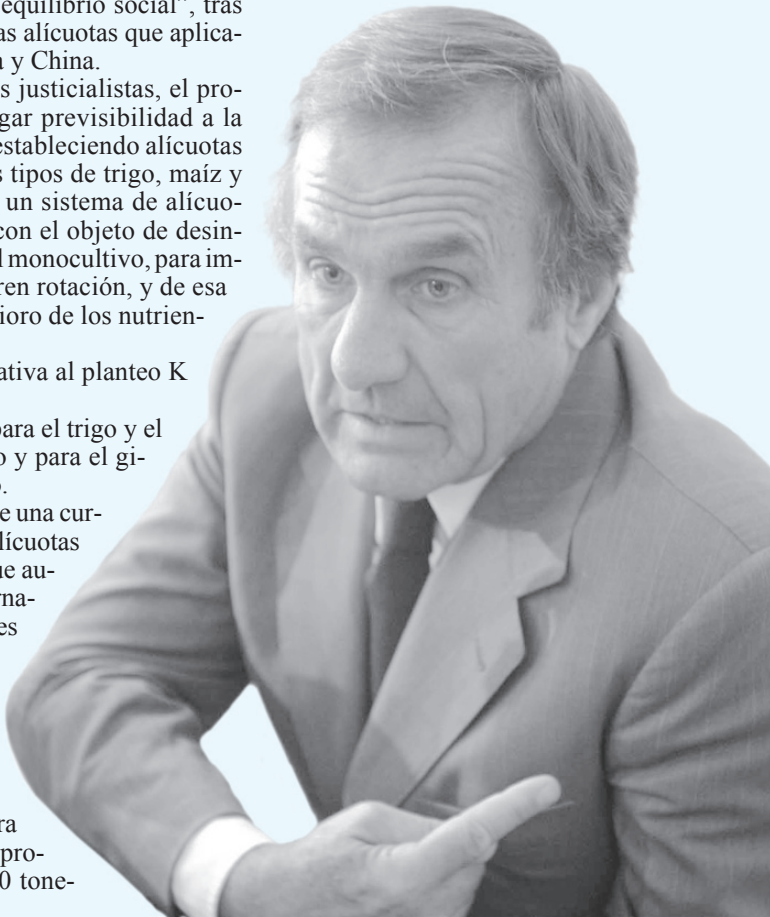 equilibrio social”, tras
as alícuotas que aplica-
a y China.
s justicialistas, el pro-
gar previsibilidad a la
estableciendo alícuotas
s tipos de trigo, maíz y
un sistema de alícuo-
con el objeto de desin-
l monocultivo, para im-
ren rotación, y de esa
ioro de los nutrien-
ativa al planteo K
para el trigo y el
o y para el gi-
.
e una cur-
lícuotas
ue au-
rna-
es
ra
pro-
0 tone-